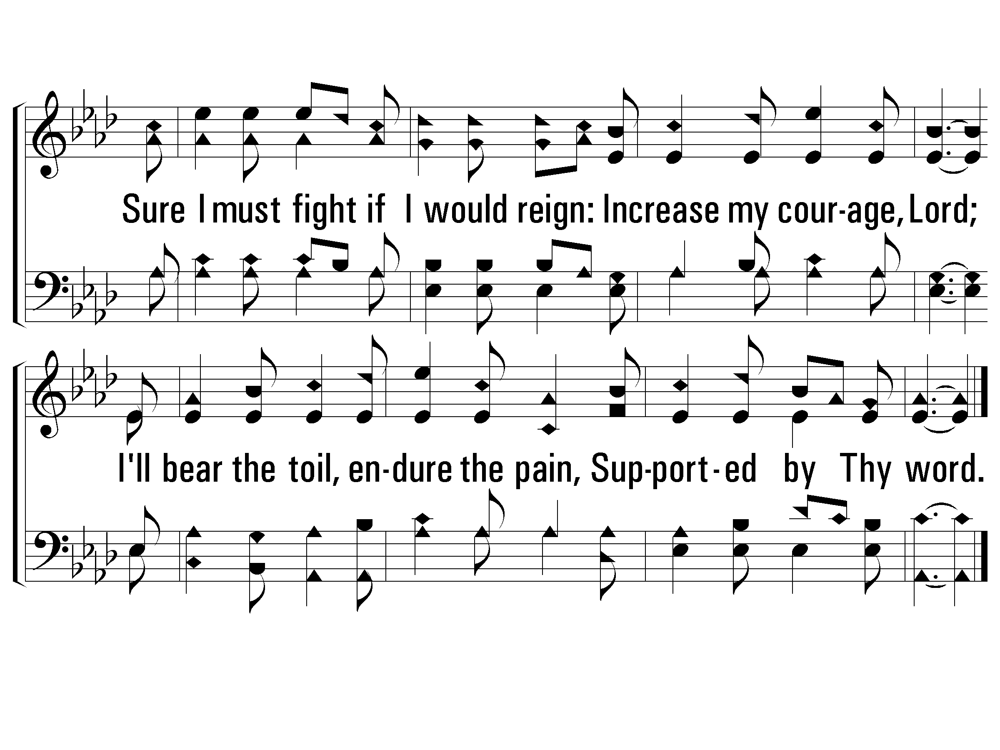 Sure I must fight if I would reign: Increase my cour-age, Lord;
I'll bear the toil, en-dure the pain, Sup-port-ed by Thy word.